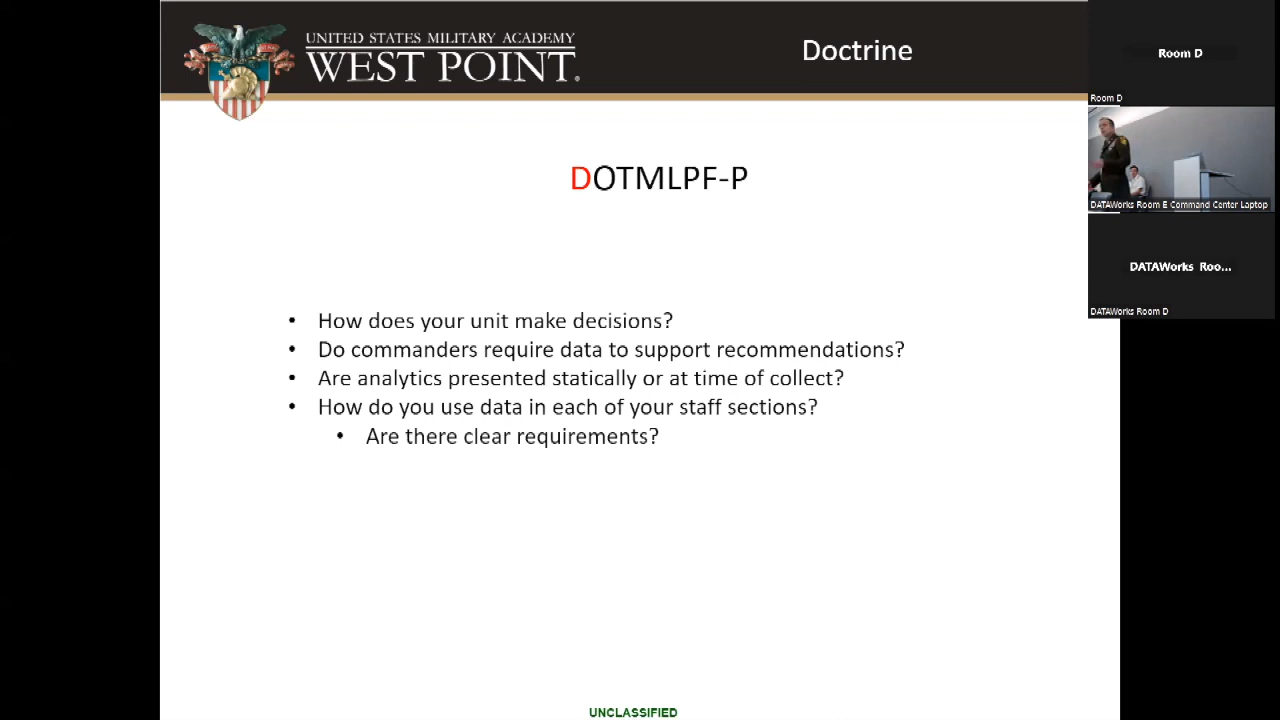 UNITED STATES MILITARY ACADEMY
WEST POINT.
Doctrine
DOTMLPF-P
• How does your unit make decisions?
• Do commanders require data to support recommendations?
• Are analytics presented statically or at time of collect?
• How do you use data in each of your staff sections?
• Are there clear requirements?
UNCLASSIFIED
Room D
Room D
DATAWorks Room E Command Center Laptop
DATAWorks Roo...
DATAWorks Room D